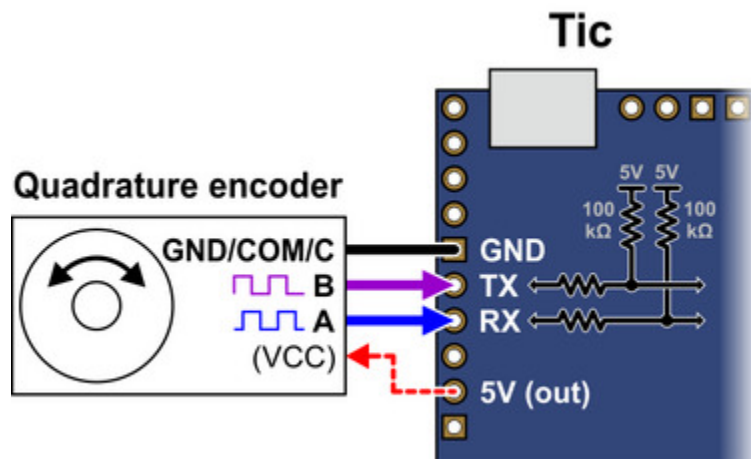 Tic
Quadrature encoder
GND/COM/C
B
A
(VCC)
GND
TX
RX
5V (out)
5V 5V
100
kΩ
100
kΩ